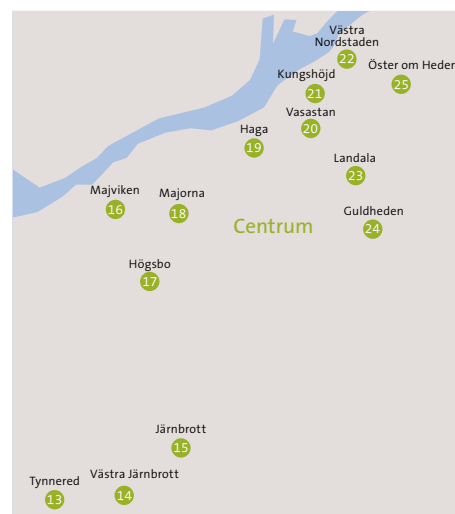 Västra
Nordstaden
22
Öster om Heder
25
Kungshöjd
21
Vasastan
20
Haga
19
Landala
23
Majviken
16
Majorna
18
Guldheden
24
Centrum
Högsbo
17
Järnbrott
15
Västra Järnbrott
14
Tynnered
13